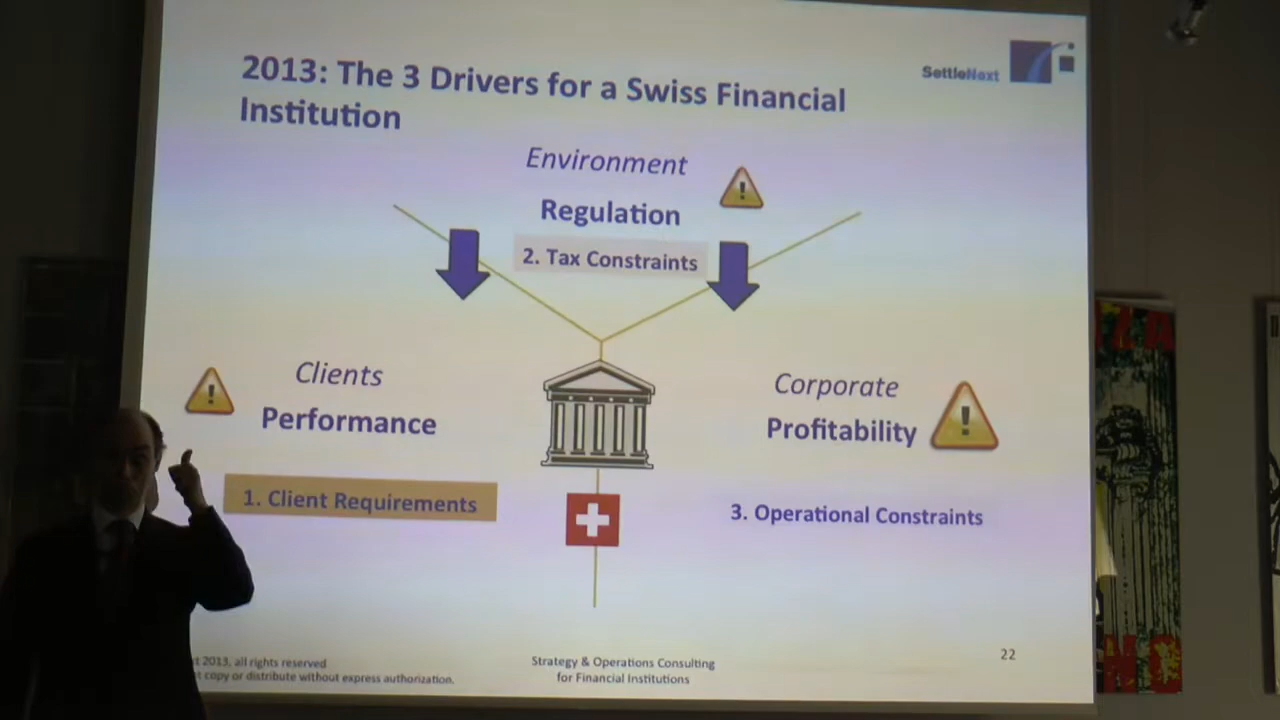 2013: The 3 Drivers for a Swiss Financial
Institution
SettleNext
Environment
Regulation
2. Tax Constraints
Clients
Performance
1. Client Requirements
Corporate
Profitability
3. Operational Constraints
2013, all rights reserved
copy or distribute without express authorization.
Strategy & Operations Consulting
for Financial Institutions
22